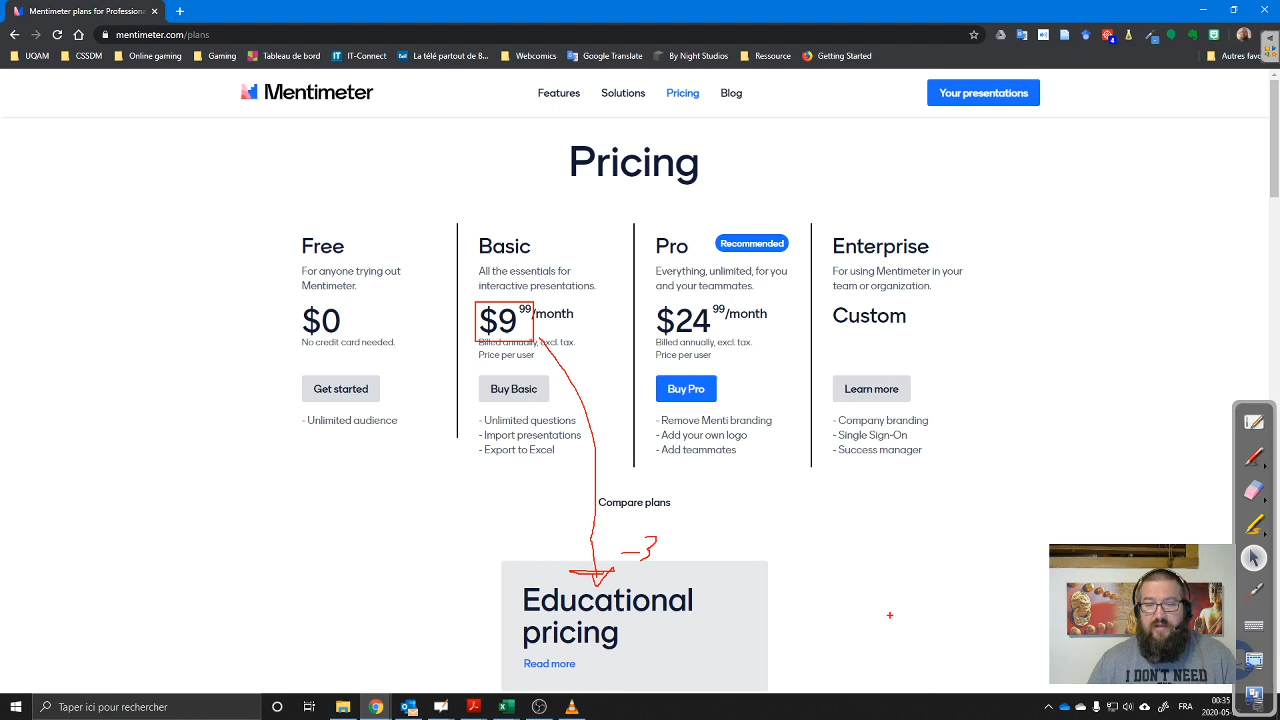 Mentimeter plans for Professio
mentimeter.com/plans
UQAM
CSSDM
Online gaming
Gaming
Tableau de bord
IT-Connect
La télé partout de B...
Webcomics
Google Translate
By Night Studios
Ressource
Getting Started
Autres favo
Mentimeter
Features
Solutions
Pricing
Blog
Your presentations
Pricing
Free
For anyone trying out
Mentimeter.
$0
No credit card needed.
Get started
- Unlimited audience
Basic
All the essentials for
interactive presentations.
$9 99/month
Billed annually, excl. tax.
Price per user
Buy Basic
- Unlimited questions
- Import presentations
- Export to Excel
Pro
Recommended
Everything, unlimited, for you
and your teammates.
$24 99/month
Billed annually, excl. tax.
Price per user
Buy Pro
- Remove Menti branding
- Add your own logo
- Add teammates
Enterprise
For using Mentimeter in your
team or organization.
Custom
Learn more
- Company branding
- Single Sign-On
- Success manager
Compare plans
-3
Educational
pricing
Read more
I DON'T NEED
Taper ici pour rechercher
FRA
00:35
2020-05-